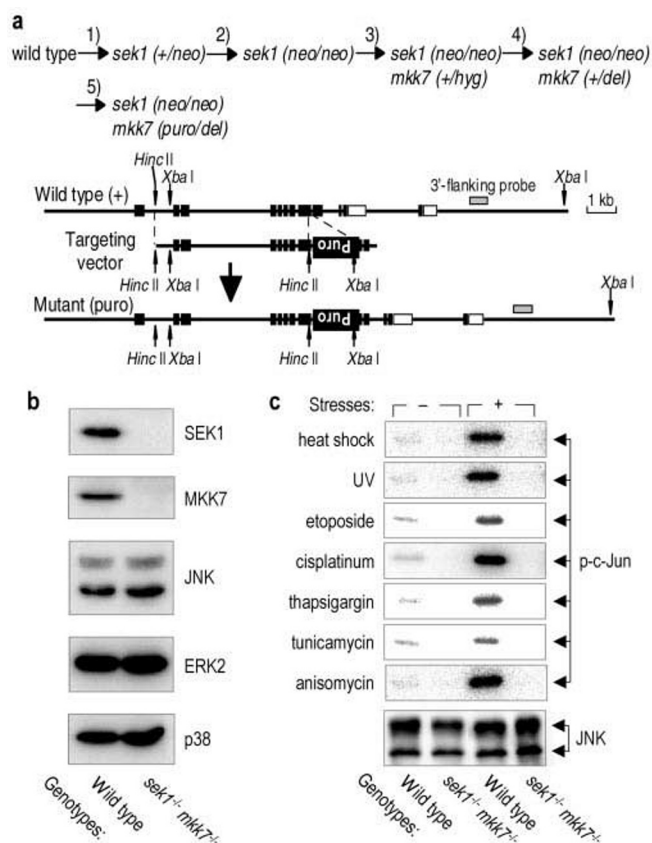 a
1) 2) 3) 4)
wild type sek1 (+/neo) sek1 (neo/neo) sek1 (neo/neo) sek1 (neo/neo)
mkk7 (+/hyg) mkk7 (+/del)
5)
sek1 (neo/neo)
mkk7 (puro/del)
Hinc II
Xba I
Wild type (+)
3'-flanking probe
Xba I
1 kb
Targeting
vector
Puro
Hinc II Xba I Hinc II Xba I
Xba I
Mutant (puro)
Puro
Hinc II Xba I Hinc II Xba I
b
SEK1
MKK7
JNK
ERK2
p38
Genotypes:
Wild type
sek1-/- mkk7-/-
c
Stresses: – +
heat shock
UV
etoposide
cisplatinum
thapsigargin
tunicamycin
anisomycin
p-c-Jun
JNK
Genotypes:
Wild type
sek1-/- mkk7-/-
Wild type
sek1-/- mkk7-/-